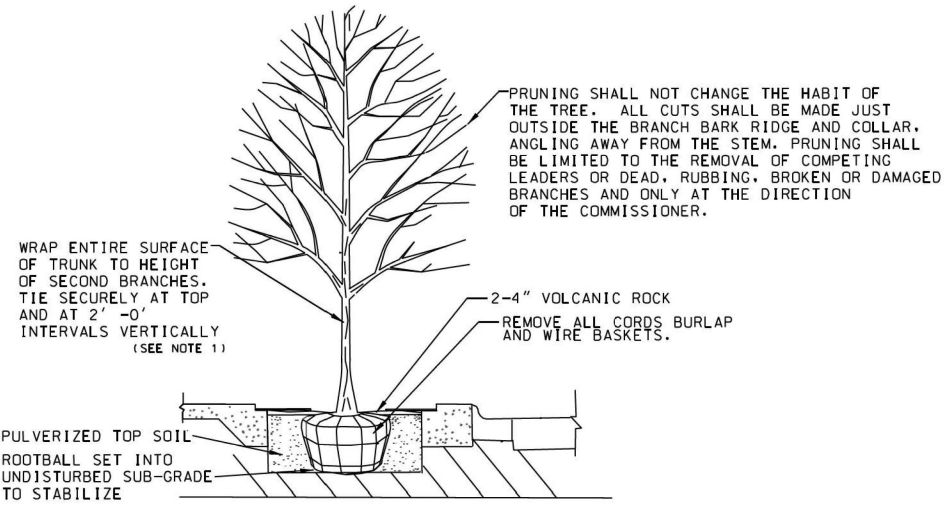 PRUNING SHALL NOT CHANGE THE HABIT OF
THE TREE. ALL CUTS SHALL BE MADE JUST
OUTSIDE THE BRANCH BARK RIDGE AND COLLAR,
ANGLING AWAY FROM THE STEM. PRUNING SHALL
BE LIMITED TO THE REMOVAL OF COMPETING
LEADERS OR DEAD, RUBBING, BROKEN OR DAMAGED
BRANCHES AND ONLY AT THE DIRECTION
OF THE COMMISSIONER.
WRAP ENTIRE SURFACE
OF TRUNK TO HEIGHT
OF SECOND BRANCHES.
TIE SECURELY AT TOP
AND AT 2' -0'
INTERVALS VERTICALLY
(SEE NOTE 1)
2-4" VOLCANIC ROCK
REMOVE ALL CORDS BURLAP
AND WIRE BASKETS.
PULVERIZED TOP SOIL
ROOTBALL SET INTO
UNDISTURBED SUB-GRADE
TO STABILIZE